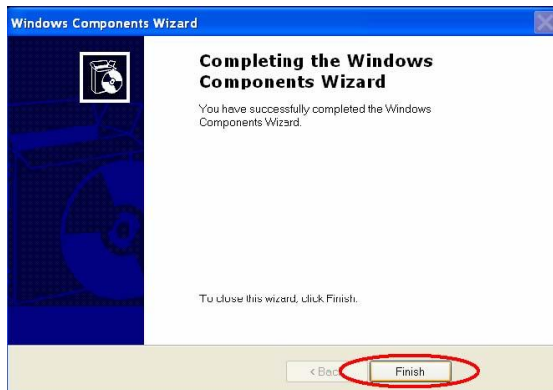 Windows Components Wizard
Completing the Windows
Components Wizard
You have successfully completed the Windows
Components Wizard.
To close this wizard, click Finish.
< Back
Finish